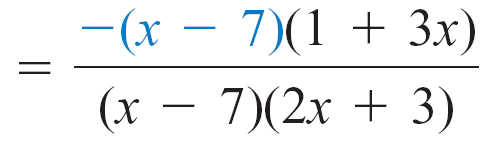 = −(x − 7)(1 + 3x)
(x − 7)(2x + 3)